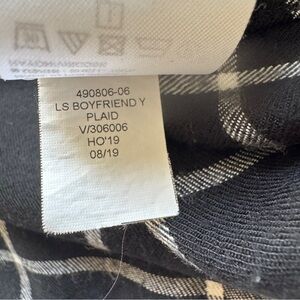 490806-06
LS BOYFRIEND Y
PLAID
V/306006
HO'19
08/19